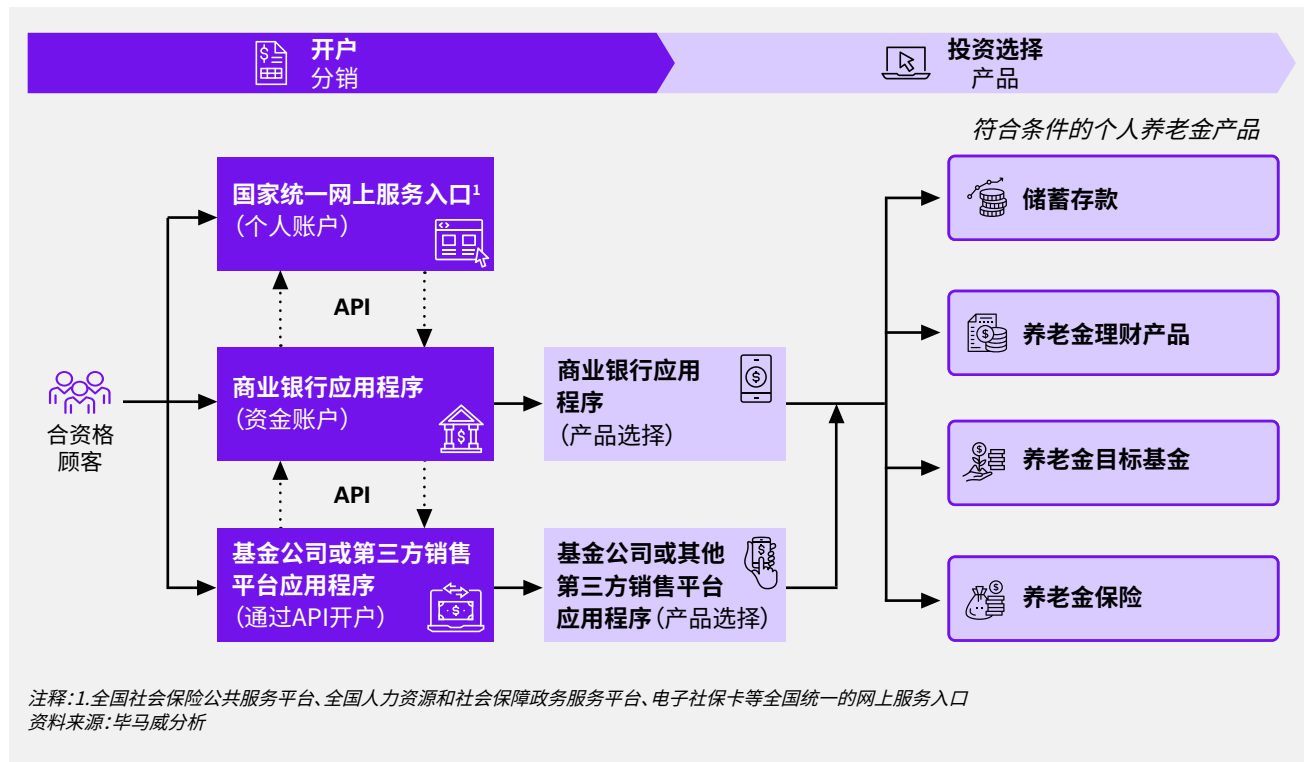 开户
分销
投资选择
产品
符合条件的个人养老金产品
国家统一网上服务入口¹
（个人账户）
储蓄存款
API
养老金理财产品
合资格
顾客
商业银行应用程序
（资金账户）
商业银行应用
程序
（产品选择）
养老金目标基金
API
基金公司或第三方销售
平台应用程序
（通过API开户）
基金公司或其他
第三方销售平台
应用程序（产品选择）
养老金保险
注释：1.全国社会保险公共服务平台、全国人力资源和社会保障政务服务平台、电子社保卡等全国统一的网上服务入口
资料来源：毕马威分析